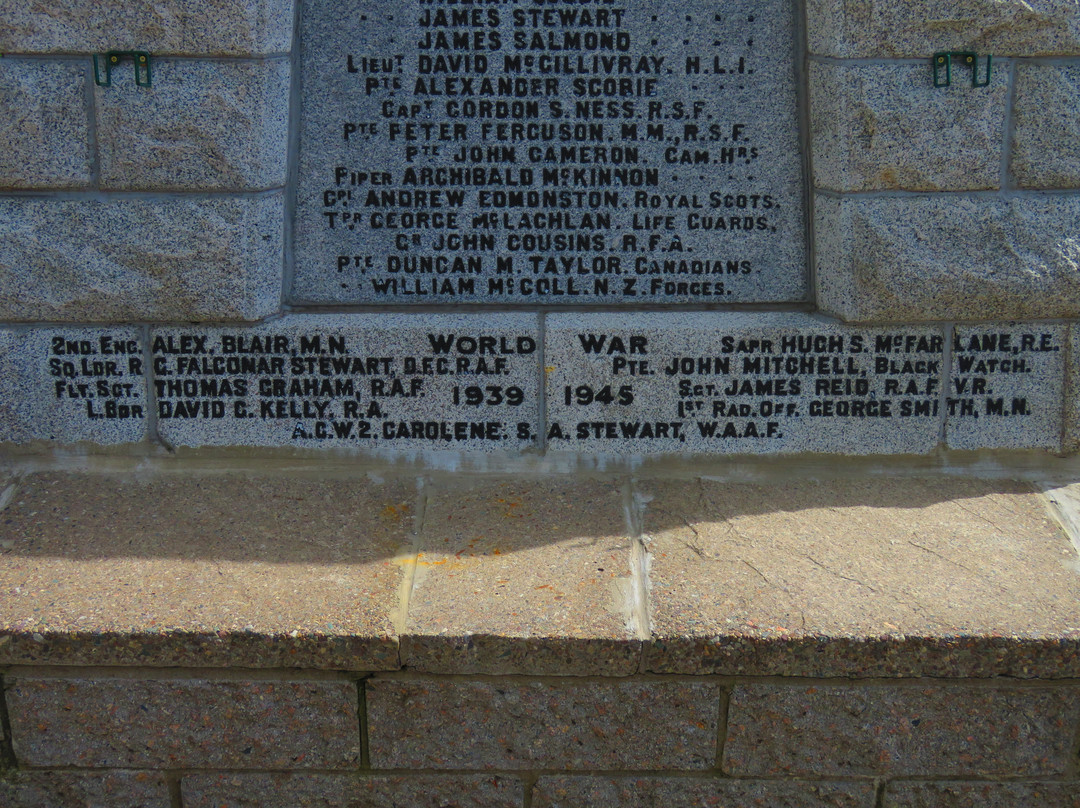 JAMES STEWART
JAMES SALMOND
LIEUT DAVID McGILLIVRAY. H.L.I.
PTE ALEXANDER SCOBIE
CAPT GORDON S. NESS. R.S.F.
PTE PETER FERGUSON. M.M., R.S.F.
PTE JOHN CAMERON. CAM. HRS
PIPER ARCHIBALD McKINNON
CPL ANDREW EDMONSTON. ROYAL SCOTS.
TPR GEORGE McLACHLAN. LIFE GUARDS.
GR JOHN COUSINS. R.F.A.
PTE DUNCAN M. TAYLOR. CANADIANS.
WILLIAM McCOLL. N.Z. FORCES.
WORLD WAR
1939 1945
2ND. ENG. ALEX. BLAIR, M.N.
SQ. LDR. R G. FALCONAR STEWART, D.F.C. R.A.F.
FLT. SGT. THOMAS GRAHAM, R.A.F.
L. BDR DAVID C. KELLY, R.A.
SAPR HUGH S. McFARLANE, R.E.
PTE. JOHN MITCHELL, BLACK WATCH.
SGT. JAMES REID, R.A.F. V.R.
1ST RAD. OFF. GEORGE SMITH, M.N.
A.C.W.2. CAROLENE. S. A. STEWART, W.A.A.F.